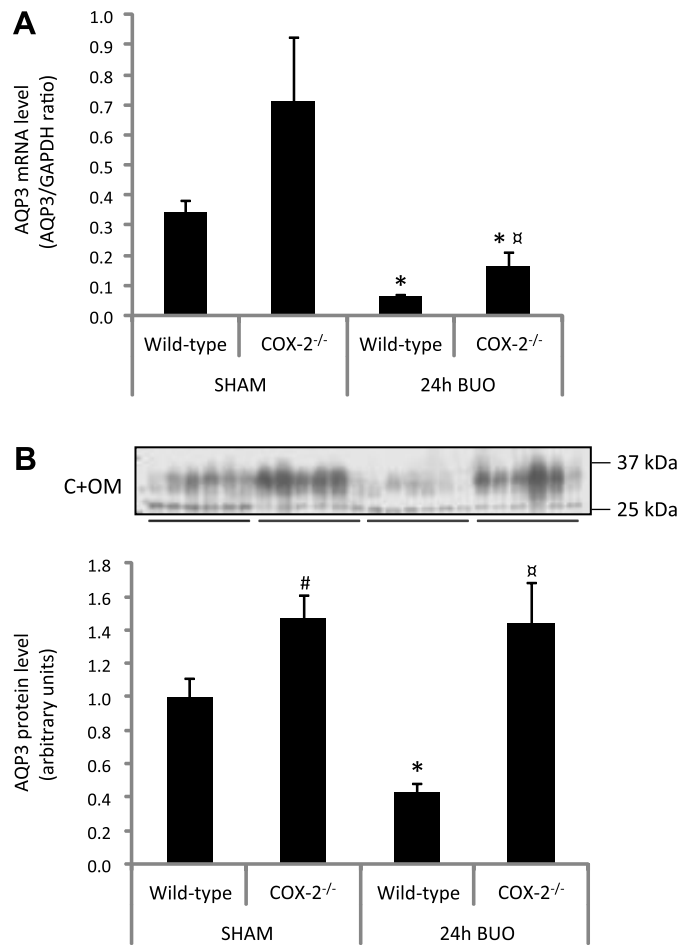 A
AQP3 mRNA level
(AQP3/GAPDH ratio)
1.0
0.9
0.8
0.7
0.6
0.5
0.4
0.3
0.2
0.1
0.0
* * ¤
Wild-type COX-2-/- Wild-type COX-2-/-
SHAM 24h BUO
B
C+OM
37 kDa
25 kDa
AQP3 protein level
(arbitrary units)
1.8
1.6
1.4
1.2
1.0
0.8
0.6
0.4
0.2
0.0
# * ¤
Wild-type COX-2-/- Wild-type COX-2-/-
SHAM 24h BUO